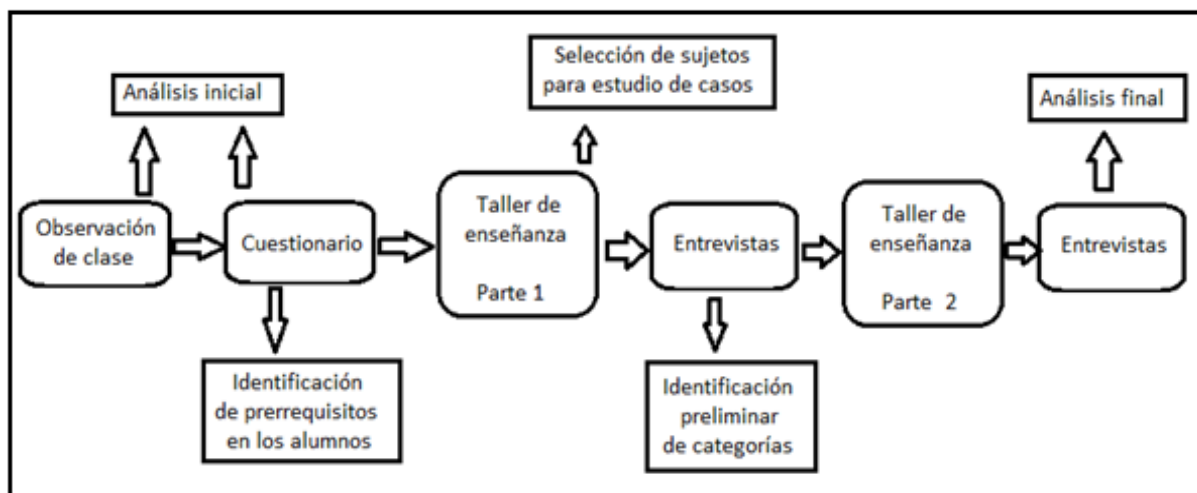 Análisis inicial
Selección de sujetos
para estudio de casos
Análisis final
Observación
de clase
Cuestionario
Taller de
enseñanza
Parte 1
Entrevistas
Taller de
enseñanza
Parte 2
Entrevistas
Identificación
de prerrequisitos
en los alumnos
Identificación
preliminar
de categorías